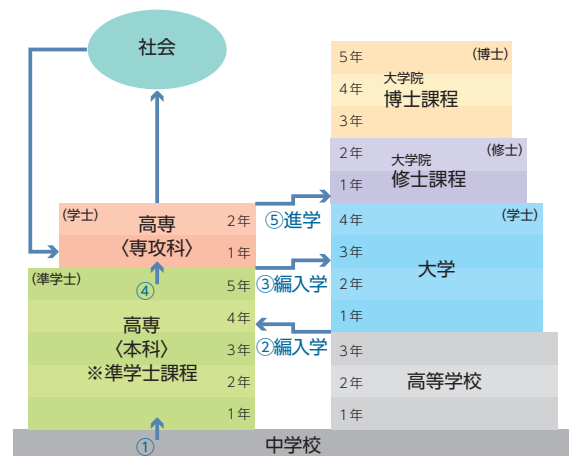 社会
(学士)
高専
〈専攻科〉
2年
1年
(準学士)
④
5年
高専
〈本科〉
※準学士課程
4年
3年
2年
1年
①
⑤進学
③編入学
②編入学
5年
(博士)
4年
大学院
博士課程
3年
2年
大学院
(修士)
修士課程
1年
4年
(学士)
3年
大学
2年
1年
3年
2年
高等学校
1年
中学校